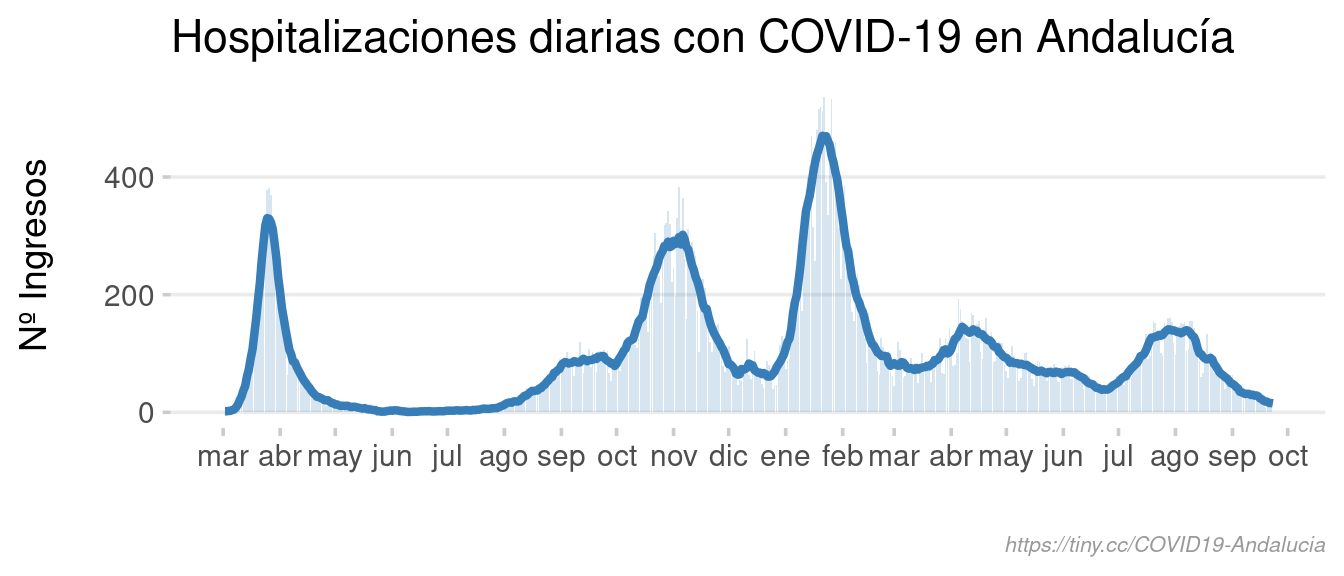 Hospitalizaciones diarias con COVID-19 en Andalucía
Nº Ingresos
400
200
0
mar abr may jun jul ago sep oct nov dic ene feb mar abr may jun jul ago sep oct
https://tiny.cc/COVID19-Andalucia